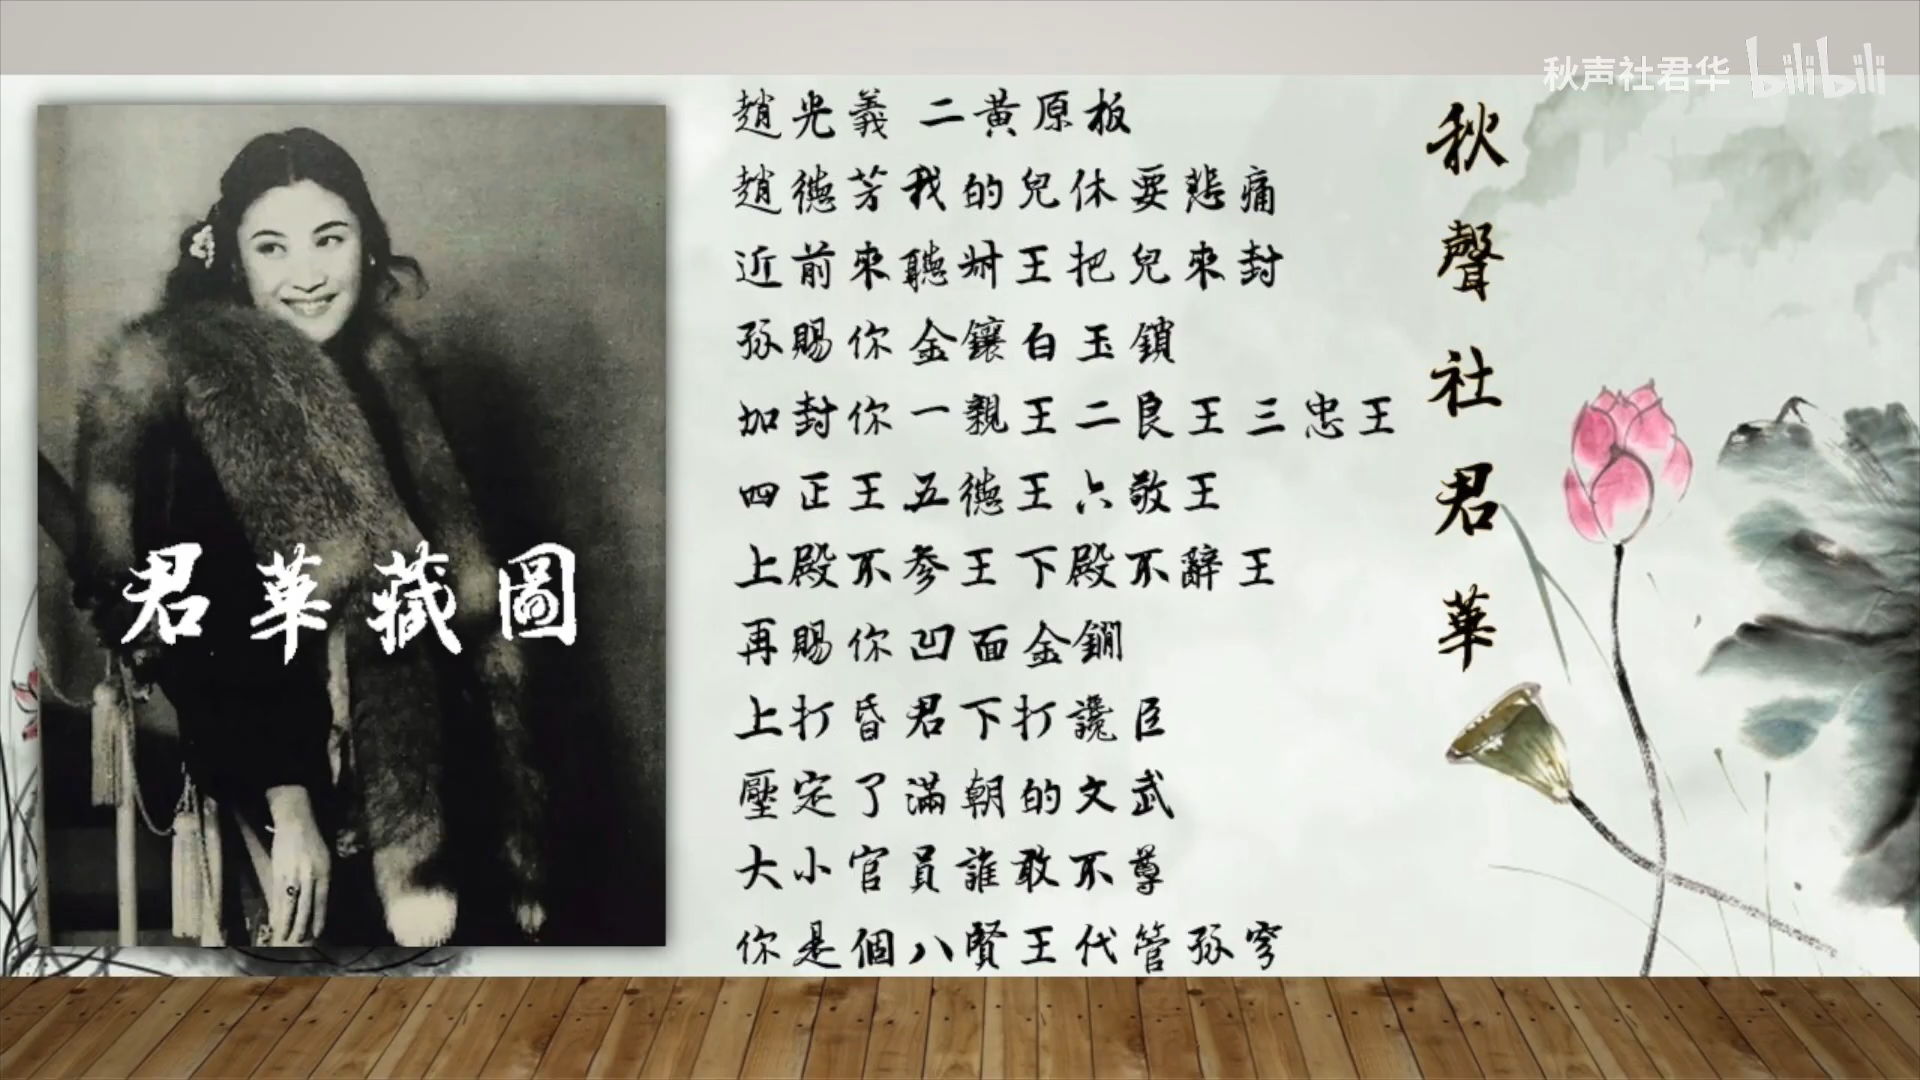 秋声社君华 bilibili
趙光義 二黃原板
趙德芳我的兒休要悲痛
近前來聽叔王把兒來封
孤賜你金鑲白玉鎖
加封你一親王二良王三忠王
四正王五德王六敬王
上殿不參王下殿不辭王
再賜你凹面金鐧
上打昏君下打讒臣
壓定了滿朝的文武
大小官員誰敢不尊
你是個八賢王代管孤窮
秋聲社君華
君華藏圖